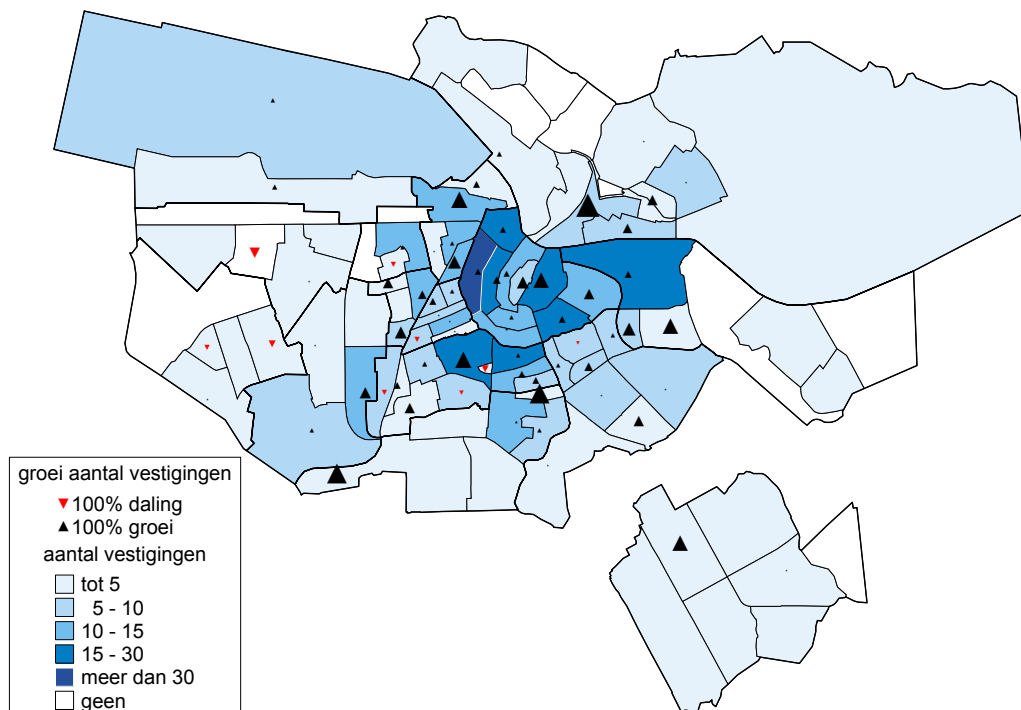 groei aantal vestigingen
100% daling
100% groei
aantal vestigingen
tot 5
5 - 10
10 - 15
15 - 30
meer dan 30
geen